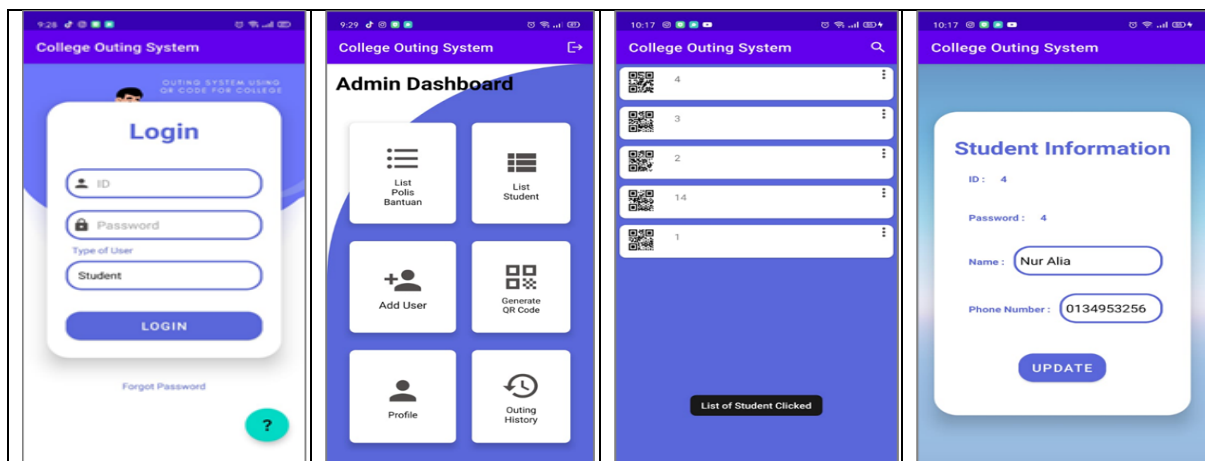 9:28
College Outing System
OUTING SYSTEM USING
QR CODE FOR COLLEGE
Login
ID
Password
Type of User
Student
LOGIN
Forgot Password
?
9:29
College Outing System
Admin Dashboard
List
Polis
Bantuan
List
Student
Add User
Generate
QR Code
Profile
Outing
History
10:17
College Outing System
4
3
2
14
1
List of Student Clicked
10:17
College Outing System
Student Information
ID : 4
Password : 4
Name : Nur Alia
Phone Number : 0134953256
UPDATE